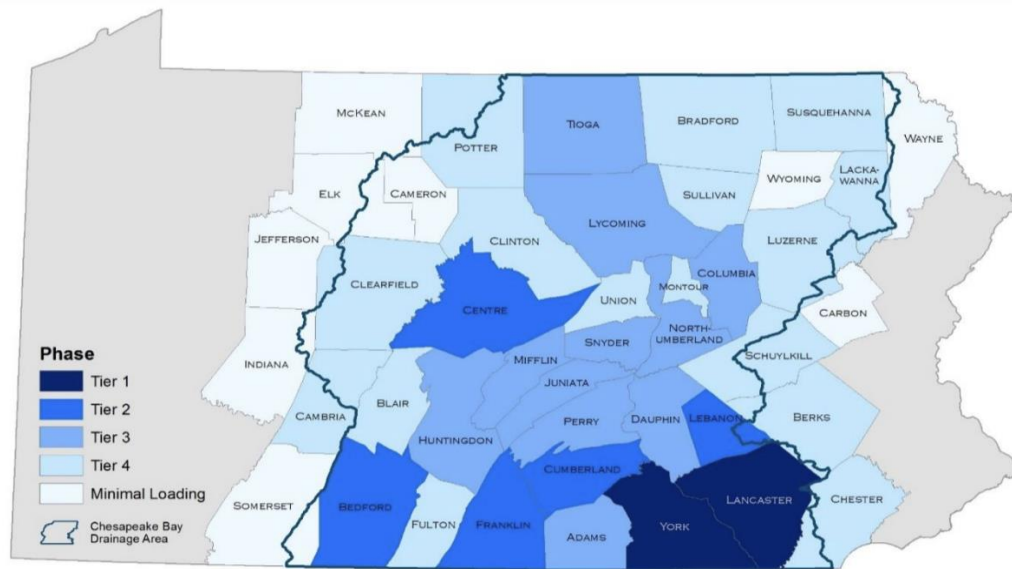 McKEAN
POTTER
TIOGA
BRADFORD
SUSQUEHANNA
WAYNE
ELK
CAMERON
SULLIVAN
WYOMING
LACKA-
WANNA
JEFFERSON
CLINTON
LYCOMING
LUZERNE
CLEARFIELD
CENTRE
UNION
MONTOUR
COLUMBIA
CARBON
INDIANA
SNYDER
NORTH-
UMBERLAND
SCHUYLKILL
MIFFLIN
JUNIATA
CAMBRIA
BLAIR
HUNTINGDON
PERRY
DAUPHIN
LEBANON
BERKS
SOMERSET
BEDFORD
FULTON
FRANKLIN
CUMBERLAND
ADAMS
YORK
LANCASTER
CHESTER
Phase
Tier 1
Tier 2
Tier 3
Tier 4
Minimal Loading
Chesapeake Bay
Drainage Area